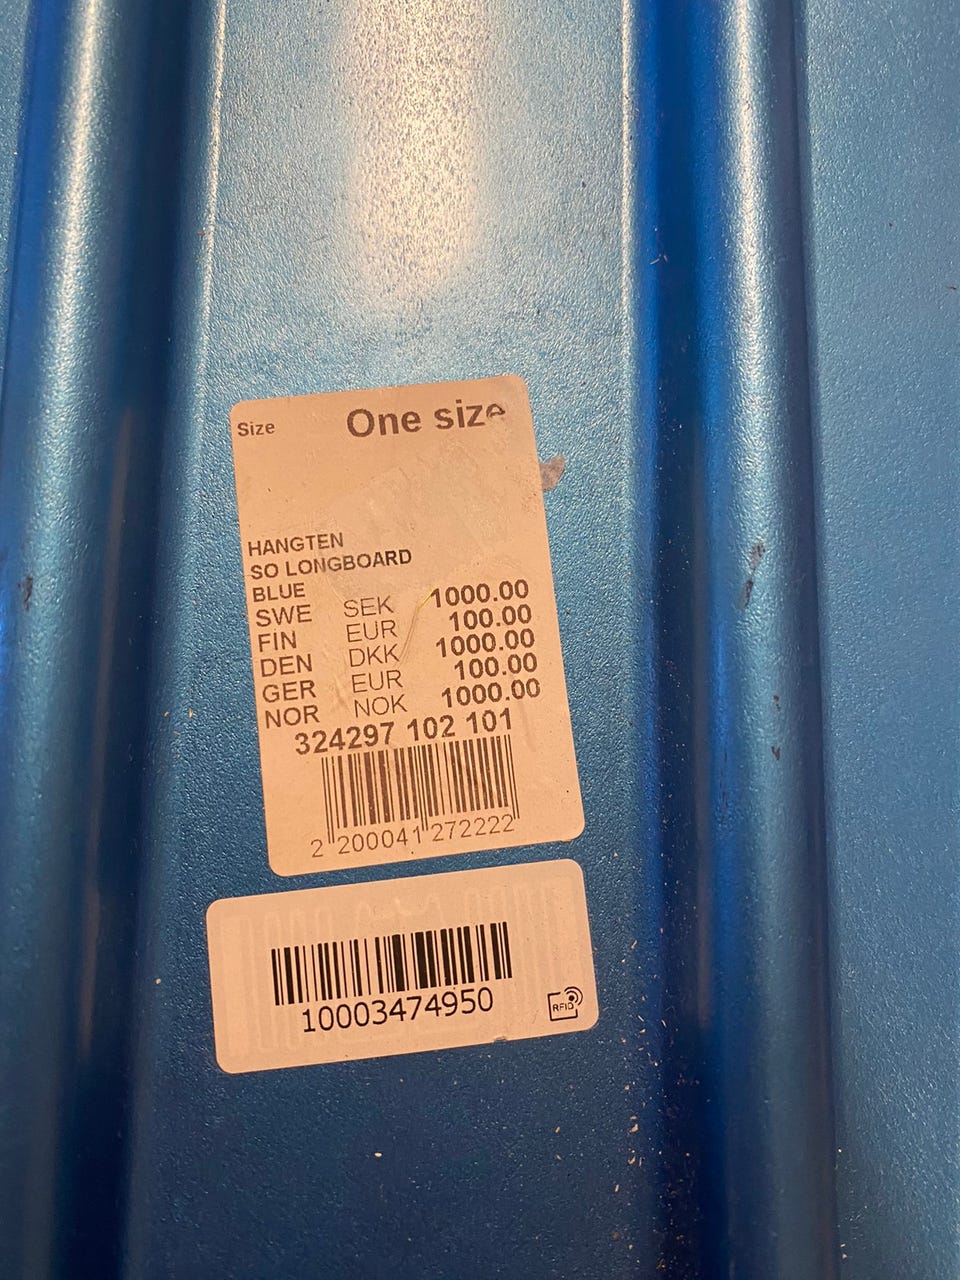 Size One size
HANGTEN
SO LONGBOARD
BLUE
SWE SEK 1000.00
FIN EUR 100.00
DEN DKK 1000.00
GER EUR 100.00
NOR NOK 1000.00
324297 102 101
2 200041 272222
10003474950
RFID